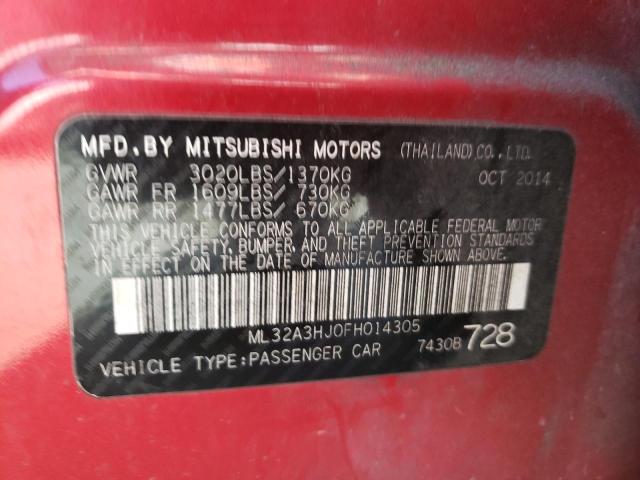 MFD. BY MITSUBISHI MOTORS (THAILAND) CO., LTD.
GVWR 3020LBS/1370KG OCT 2014
GAWR FR 1609LBS/ 730KG
GAWR RR 1477LBS/ 670KG
THIS VEHICLE CONFORMS TO ALL APPLICABLE FEDERAL MOTOR
VEHICLE SAFETY, BUMPER, AND THEFT PREVENTION STANDARDS
IN EFFECT ON THE DATE OF MANUFACTURE SHOWN ABOVE.
ML32A3HJ0FH014305
VEHICLE TYPE:PASSENGER CAR 7430B 728